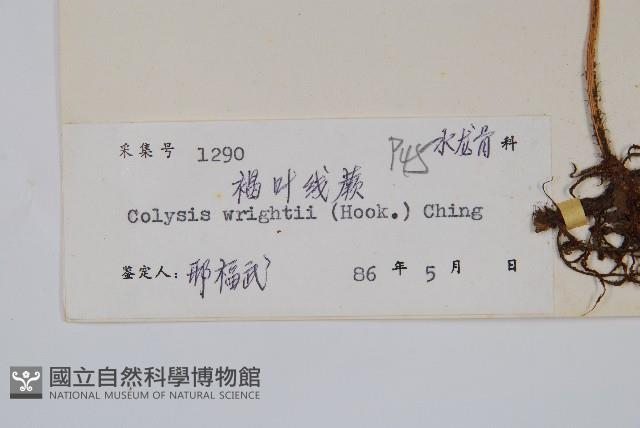 采集号 1290 P45 水龙骨 科
褐叶线蕨
Colysis wrightii (Hook.) Ching
鉴定人: 邢福武 86 年 5 月 日
國立自然科學博物館
NATIONAL MUSEUM OF NATURAL SCIENCE